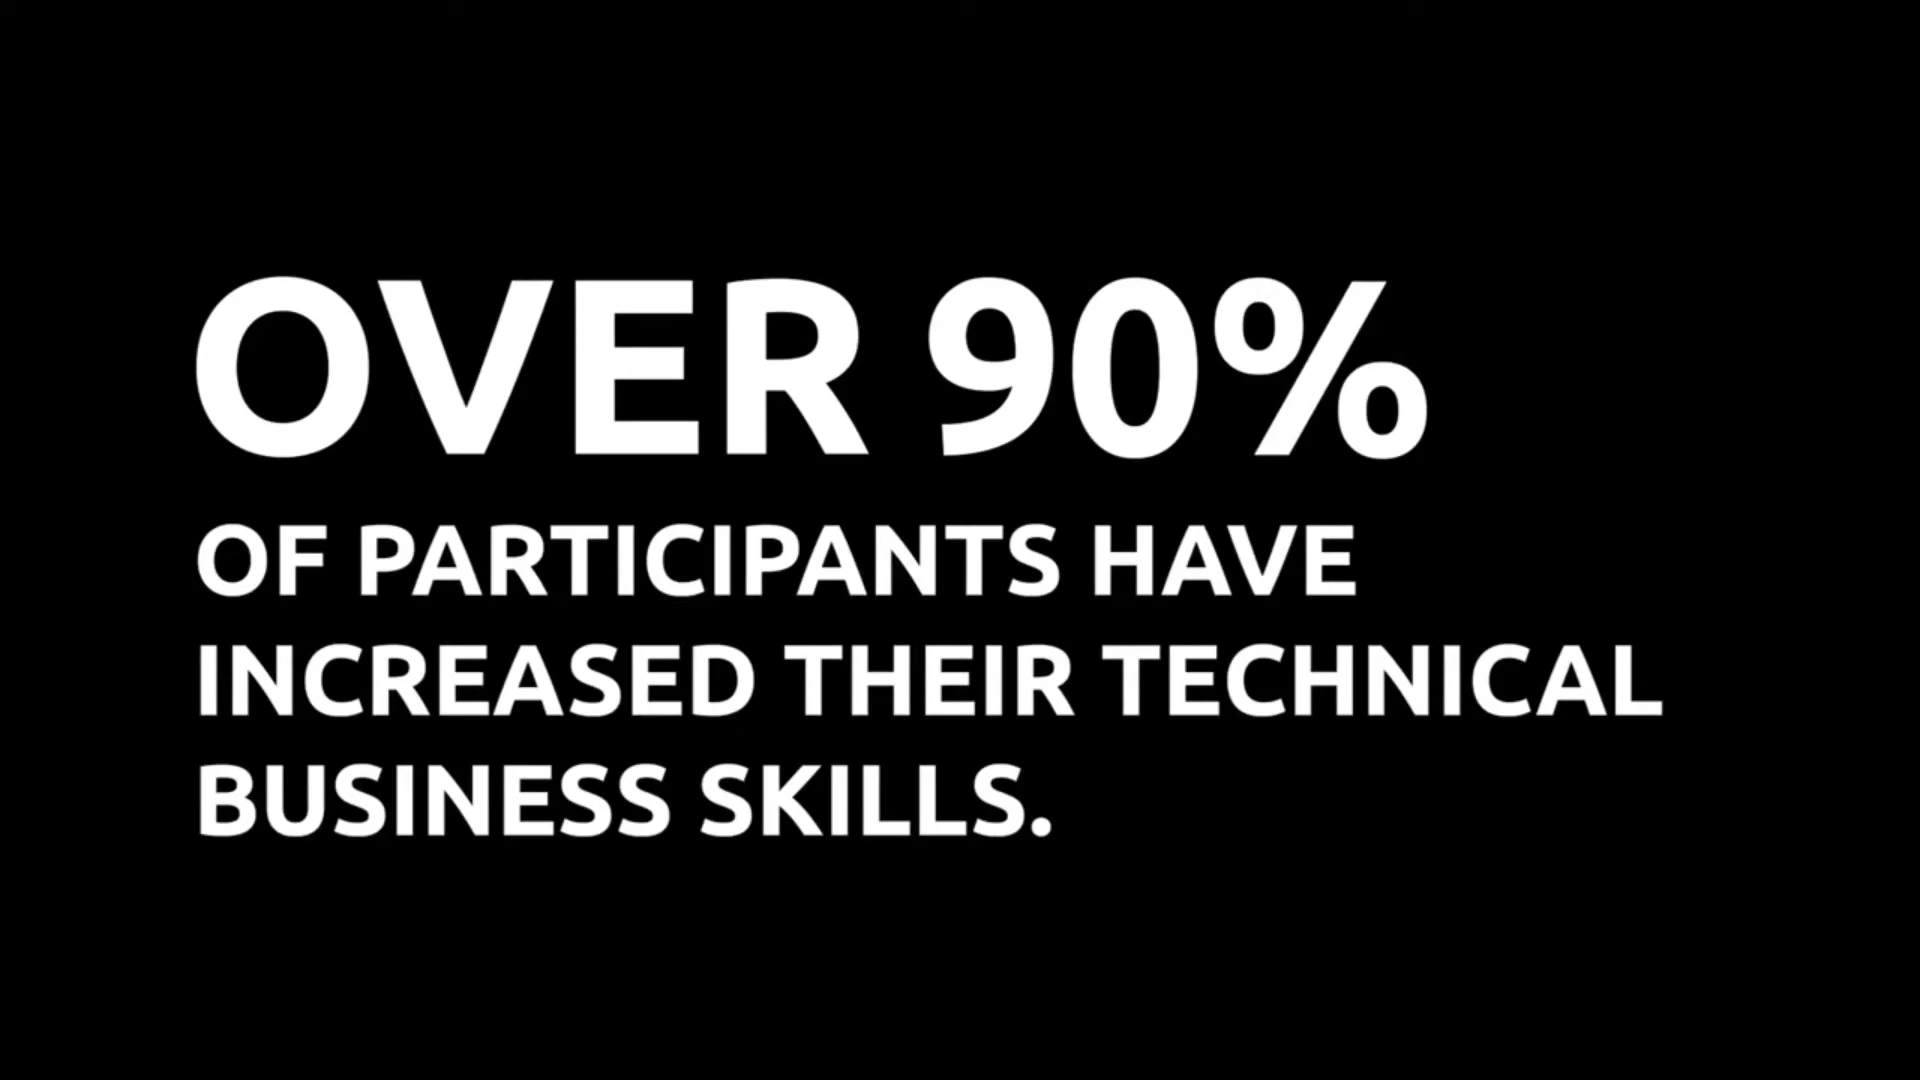 OVER 90%
OF PARTICIPANTS HAVE
INCREASED THEIR TECHNICAL
BUSINESS SKILLS.